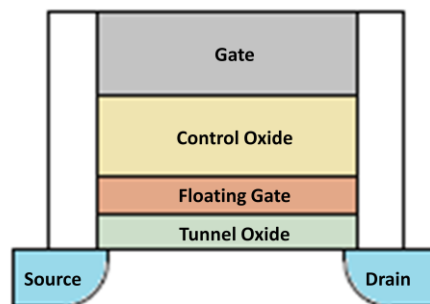 Gate
Control Oxide
Floating Gate
Tunnel Oxide
Source
Drain